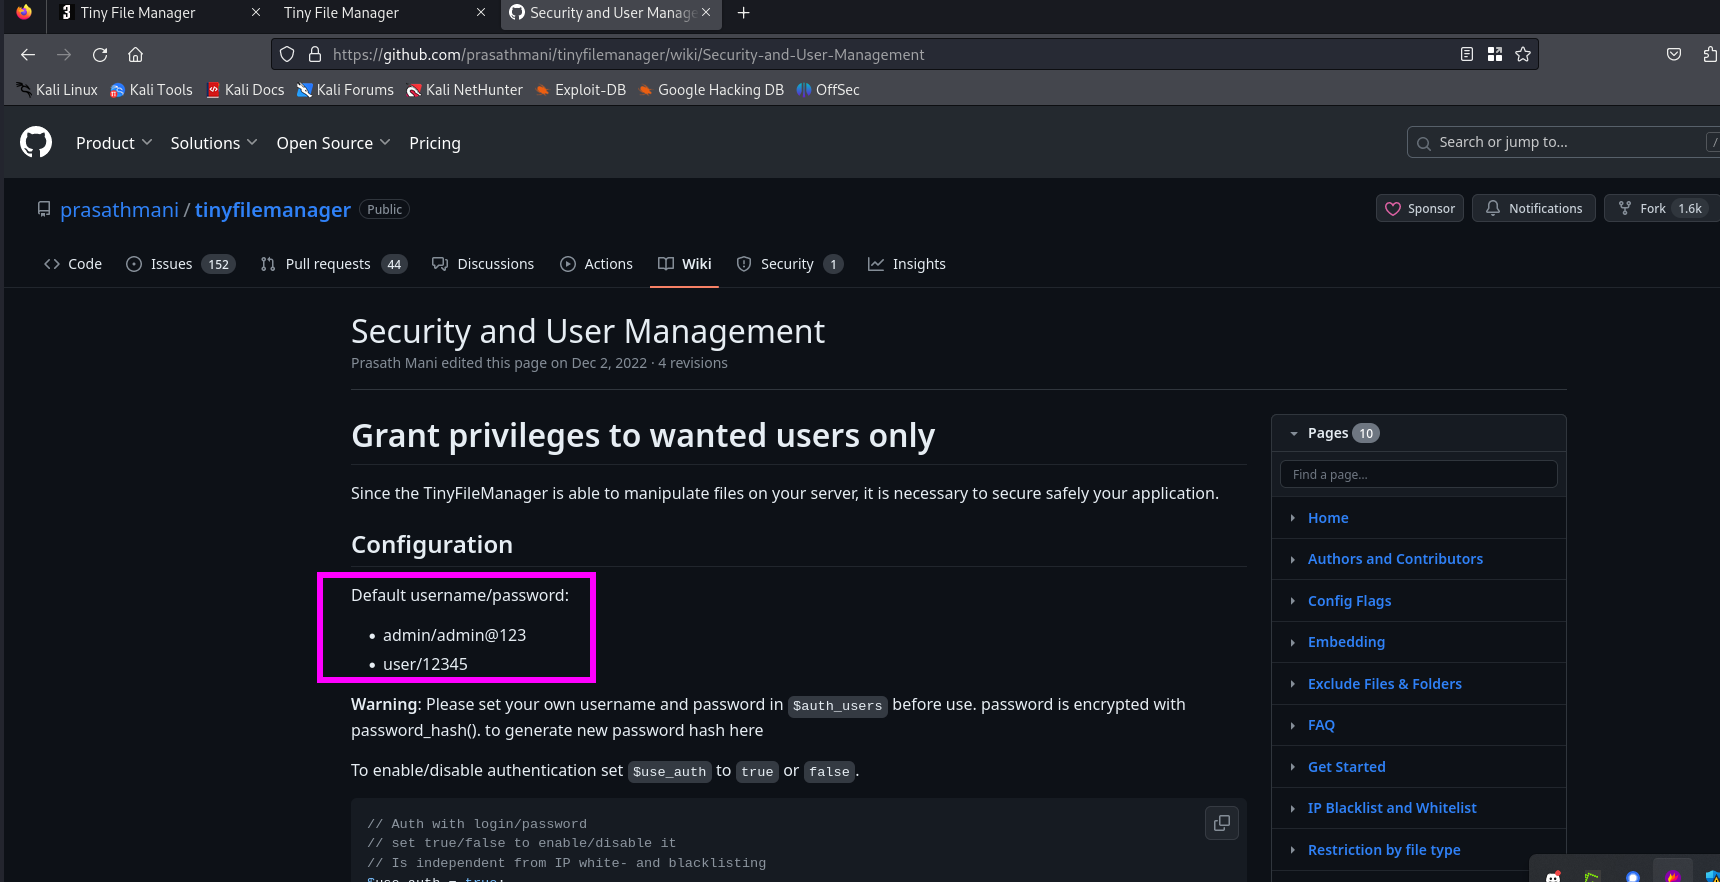 3 Tiny File Manager
Tiny File Manager
Security and User Manage
https://github.com/prasathmani/tinyfilemanager/wiki/Security-and-User-Management
Kali Linux Kali Tools Kali Docs Kali Forums Kali NetHunter Exploit-DB Google Hacking DB OffSec
Product Solutions Open Source Pricing
Search or jump to... /
prasathmani / tinyfilemanager Public
Sponsor Notifications Fork 1.6k
Code Issues 152 Pull requests 44 Discussions Actions Wiki Security 1 Insights
Security and User Management
Prasath Mani edited this page on Dec 2, 2022 · 4 revisions
Grant privileges to wanted users only
Since the TinyFileManager is able to manipulate files on your server, it is necessary to secure safely your application.
Configuration
Default username/password:
• admin/admin@123
• user/12345
Warning: Please set your own username and password in $auth_users before use. password is encrypted with
password_hash(). to generate new password hash here
To enable/disable authentication set $use_auth to true or false.
// Auth with login/password
// set true/false to enable/disable it
// Is independent from IP white- and blacklisting
$use_auth = true;
Pages 10
Find a page...
Home
Authors and Contributors
Config Flags
Embedding
Exclude Files & Folders
FAQ
Get Started
IP Blacklist and Whitelist
Restriction by file type